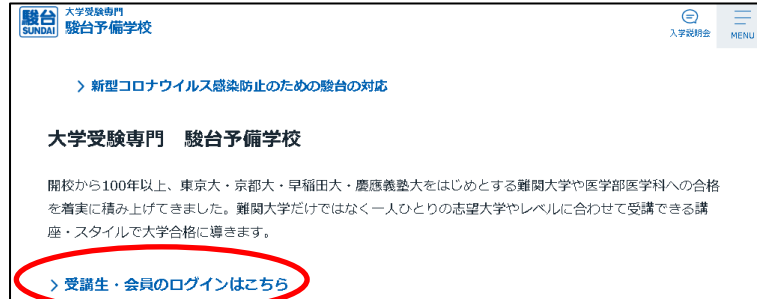 駿台 大学受験専門
SUNDAI 駿台予備学校
入学説明会 MENU
> 新型コロナウイルス感染防止のための駿台の対応
大学受験専門 駿台予備学校
開校から100年以上、東京大・京都大・早稲田大・慶應義塾大をはじめとする難関大学や医学部医学科への合格
を着実に積み上げてきました。難関大学だけではなく一人ひとりの志望大学やレベルに合わせて受講できる講
座・スタイルで大学合格に導きます。
> 受講生・会員のログインはこちら